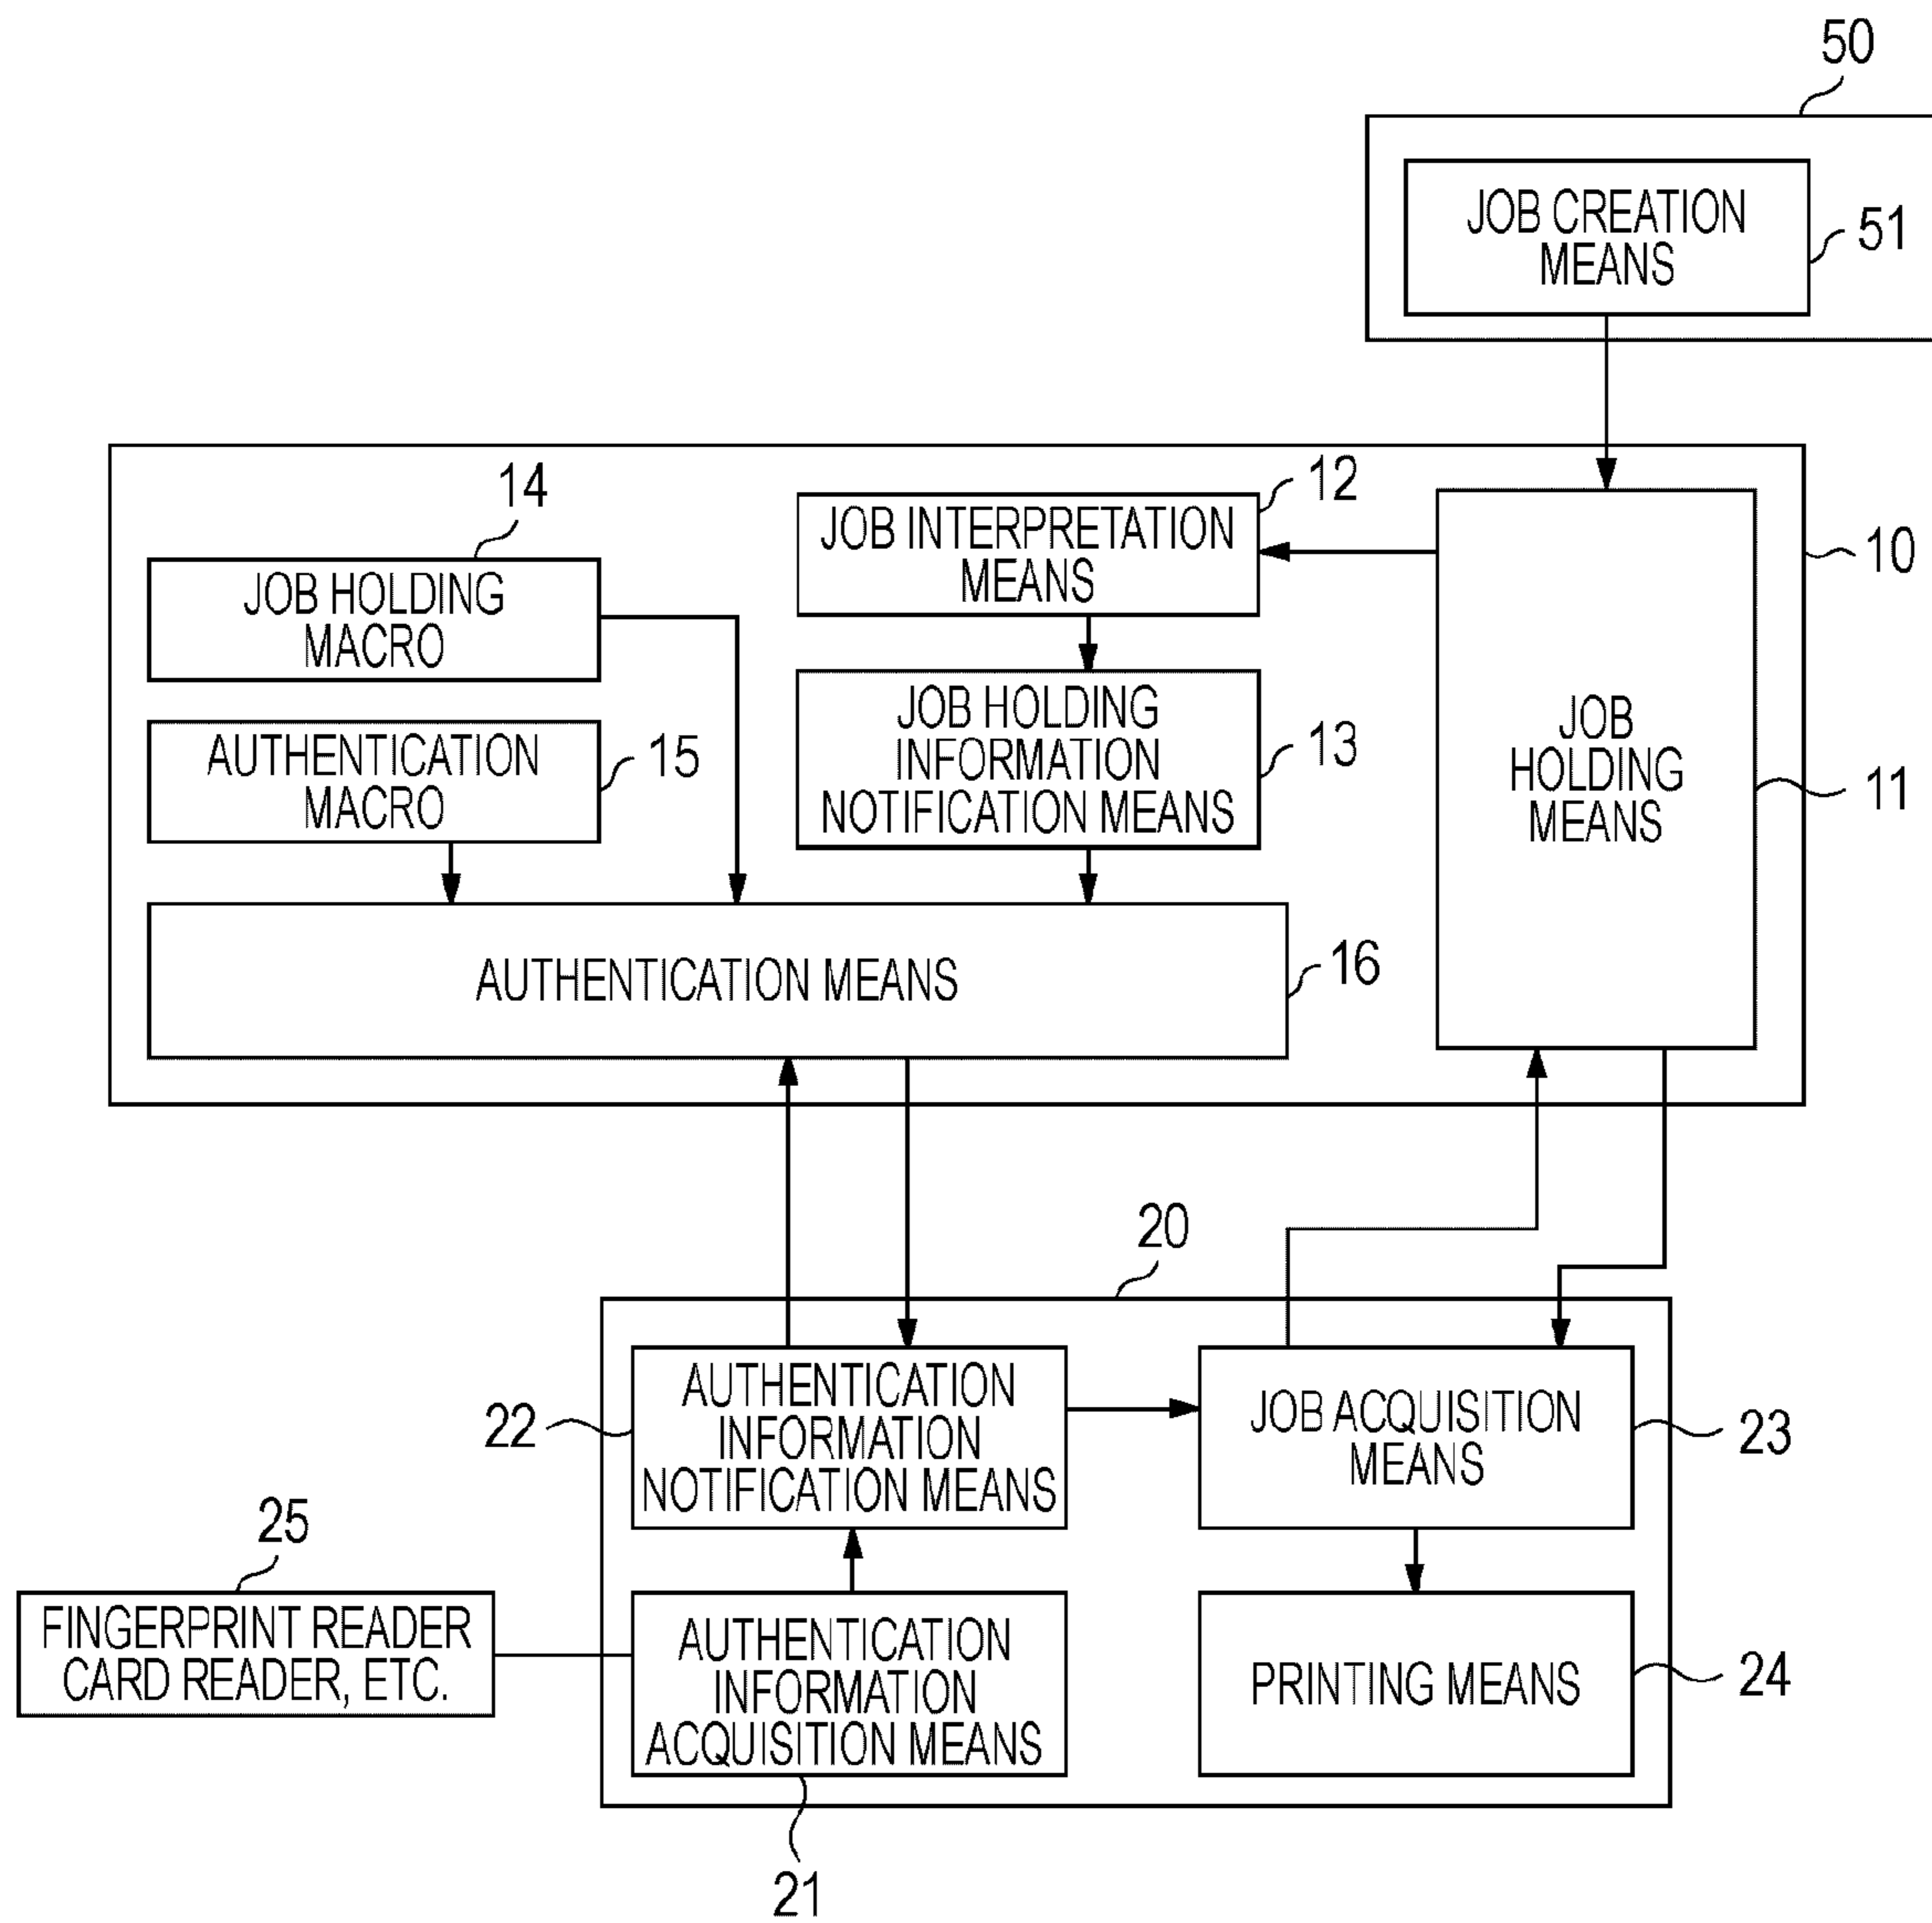 50
JOB CREATION
MEANS
51
14
12
JOB INTERPRETATION
MEANS
10
JOB HOLDING
MACRO
JOB HOLDING
INFORMATION
NOTIFICATION MEANS
13
JOB
HOLDING
MEANS
11
AUTHENTICATION
MACRO
15
AUTHENTICATION MEANS
16
20
22
AUTHENTICATION
INFORMATION
NOTIFICATION MEANS
JOB ACQUISITION
MEANS
23
25
FINGERPRINT READER
CARD READER, ETC.
AUTHENTICATION
INFORMATION
ACQUISITION MEANS
PRINTING MEANS
24
21